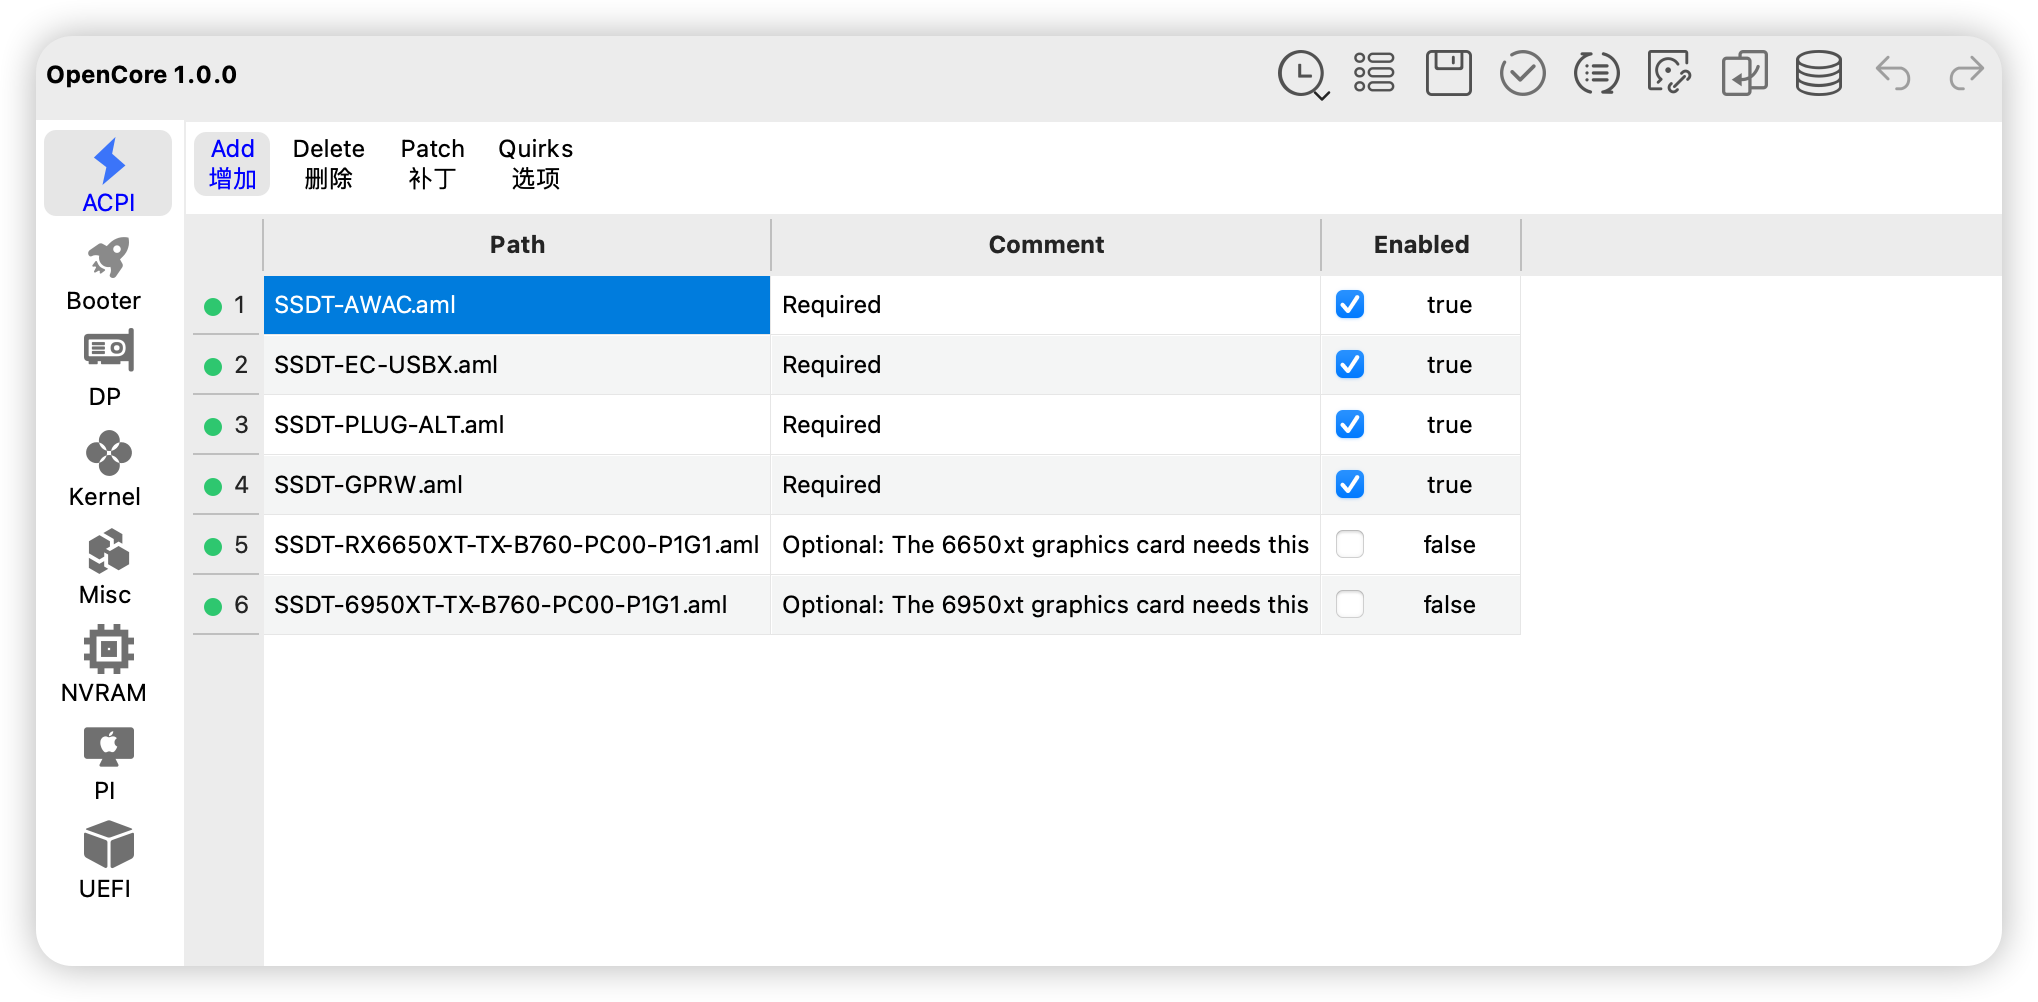 OpenCore 1.0.0
ACPI
Booter
DP
Kernel
Misc
NVRAM
PI
UEFI
Add Delete Patch Quirks
增加 删除 补丁 选项
Path Comment Enabled
1 SSDT-AWAC.aml Required true
2 SSDT-EC-USBX.aml Required true
3 SSDT-PLUG-ALT.aml Required true
4 SSDT-GPRW.aml Required true
5 SSDT-RX6650XT-TX-B760-PC00-P1G1.aml Optional: The 6650xt graphics card needs this false
6 SSDT-6950XT-TX-B760-PC00-P1G1.aml Optional: The 6950xt graphics card needs this false